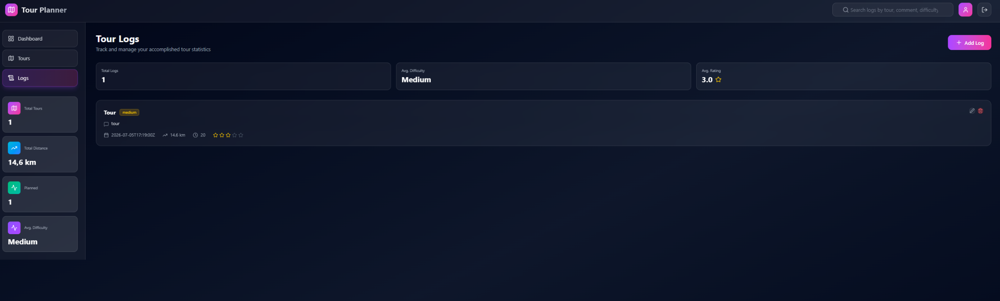 Tour Planner
Search logs by tour, comment, difficulty
Dashboard
Tours
Logs
Total Tours
1
Total Distance
14,6 km
Planned
1
Avg. Difficulty
Medium
Tour Logs
Track and manage your accomplished tour statistics
Add Log
Total Logs
1
Avg. Difficulty
Medium
Avg. Rating
3.0
Tour medium
tour
2026-07-05T17:19:00Z 14.6 km 20